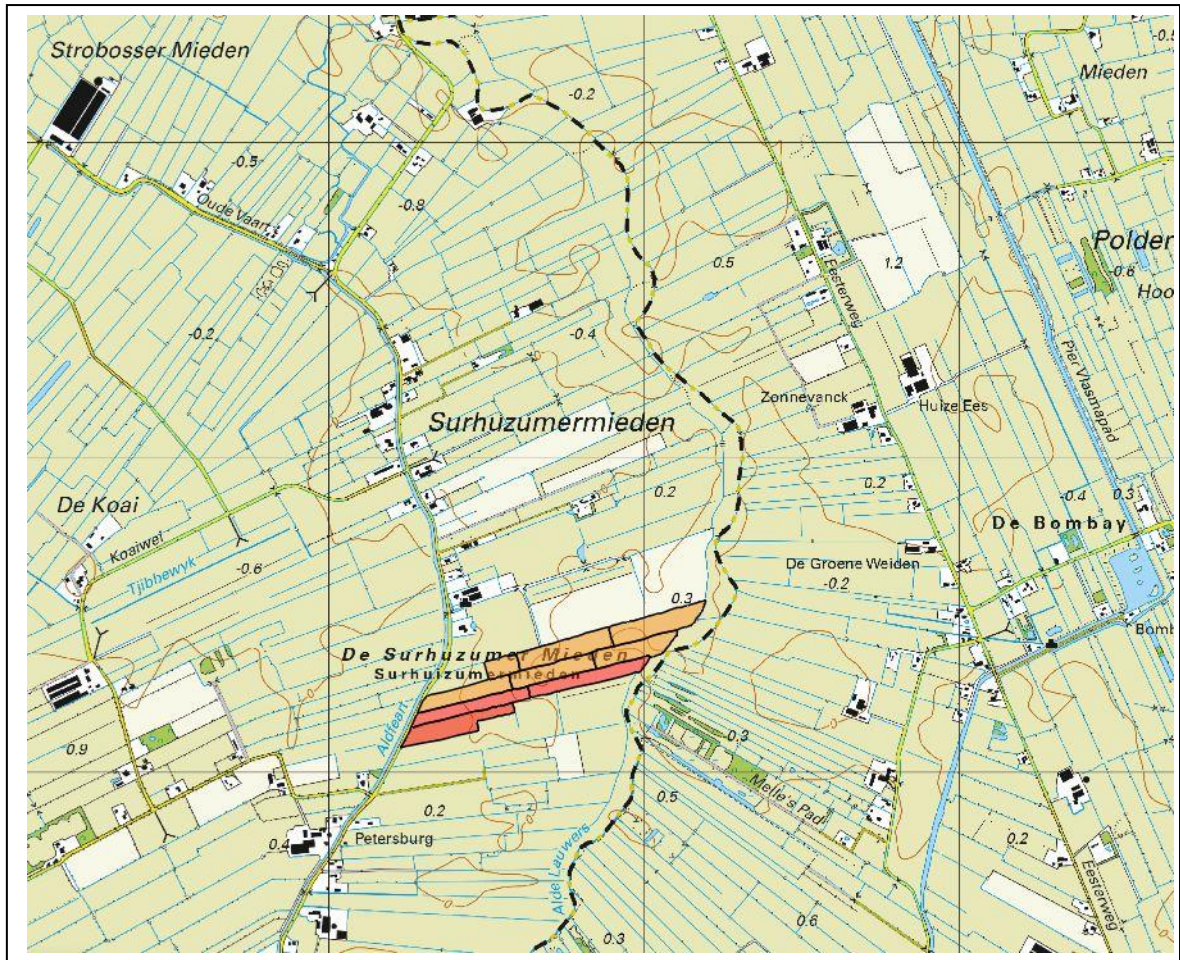 Strobosser Mieden
-0.2
Mieden
-0.5
-0.8
Oude Vaart
Polder
-0.8
Hoo
0.5
1.2
Eesterweg
-0.2
-0.4
Pier Vlasmapad
Zonnevanck
Huize Ees
Surhuzumermieden
0.2
0.2
-0.4
0.3
De Koai
De Bombay
Koaiwei
Tjibbewyk
-0.6
De Groene Weiden
-0.2
0.3
Bomb
De Surhuzumer Mieden
Surhuizumermieden
Aldfeart
0.9
0.3
Melle's Pad
0.5
0.2
0.4
Petersburg
0.2
Alde Lauwers
Eesterweg
0.6
0.3